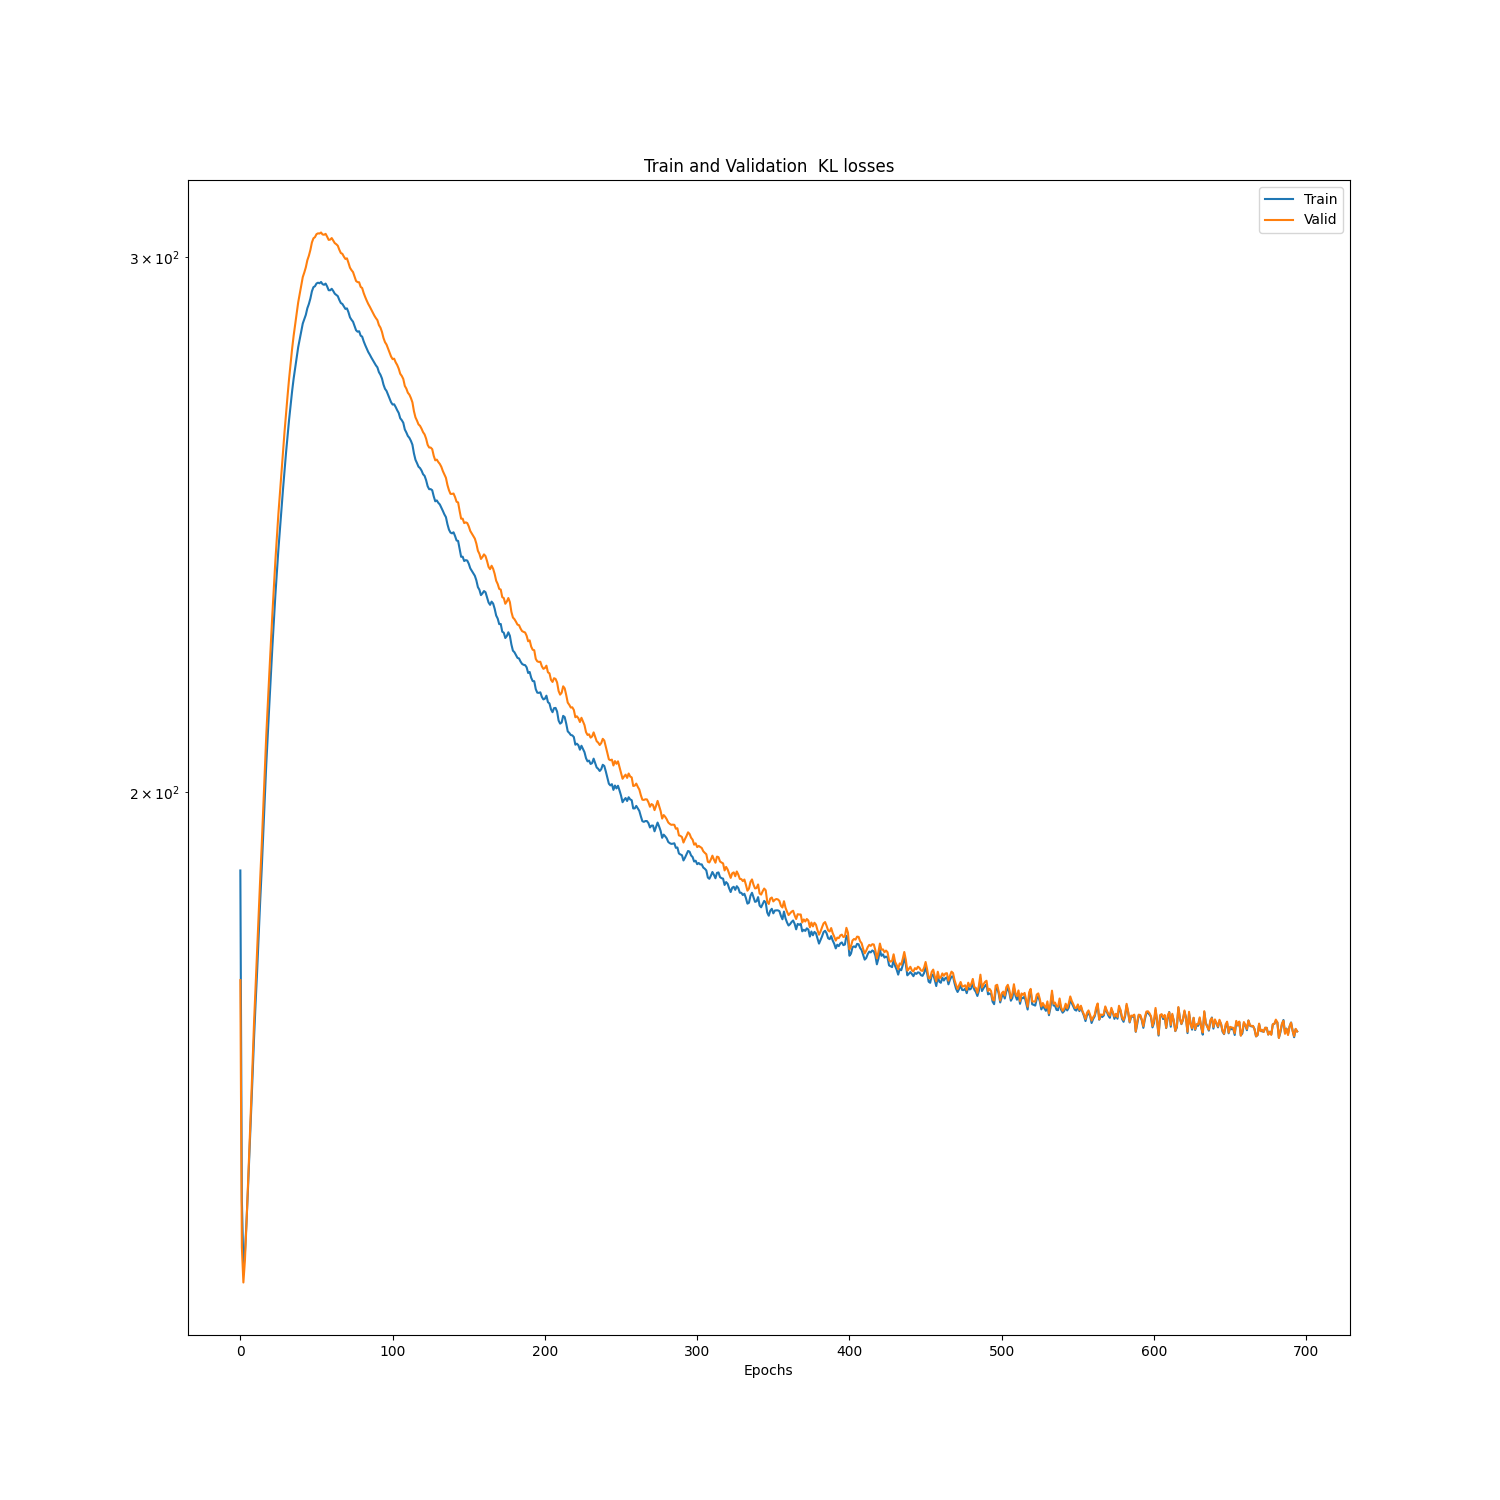 Train and Validation  KL losses
Train
Valid
3 × 10²
2 × 10²
0 100 200 300 400 500 600 700
Epochs